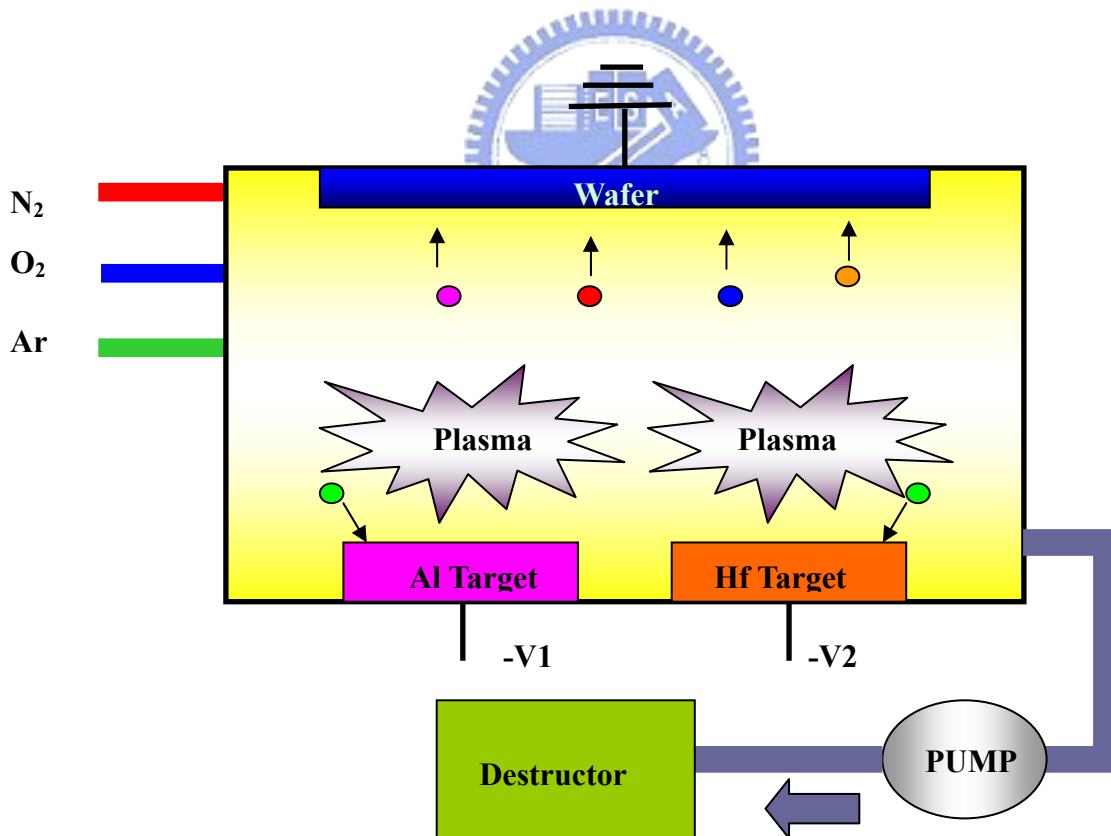 Wafer
N₂
O₂
Ar
Plasma
Plasma
Al Target
Hf Target
-V1
-V2
Destructor
PUMP